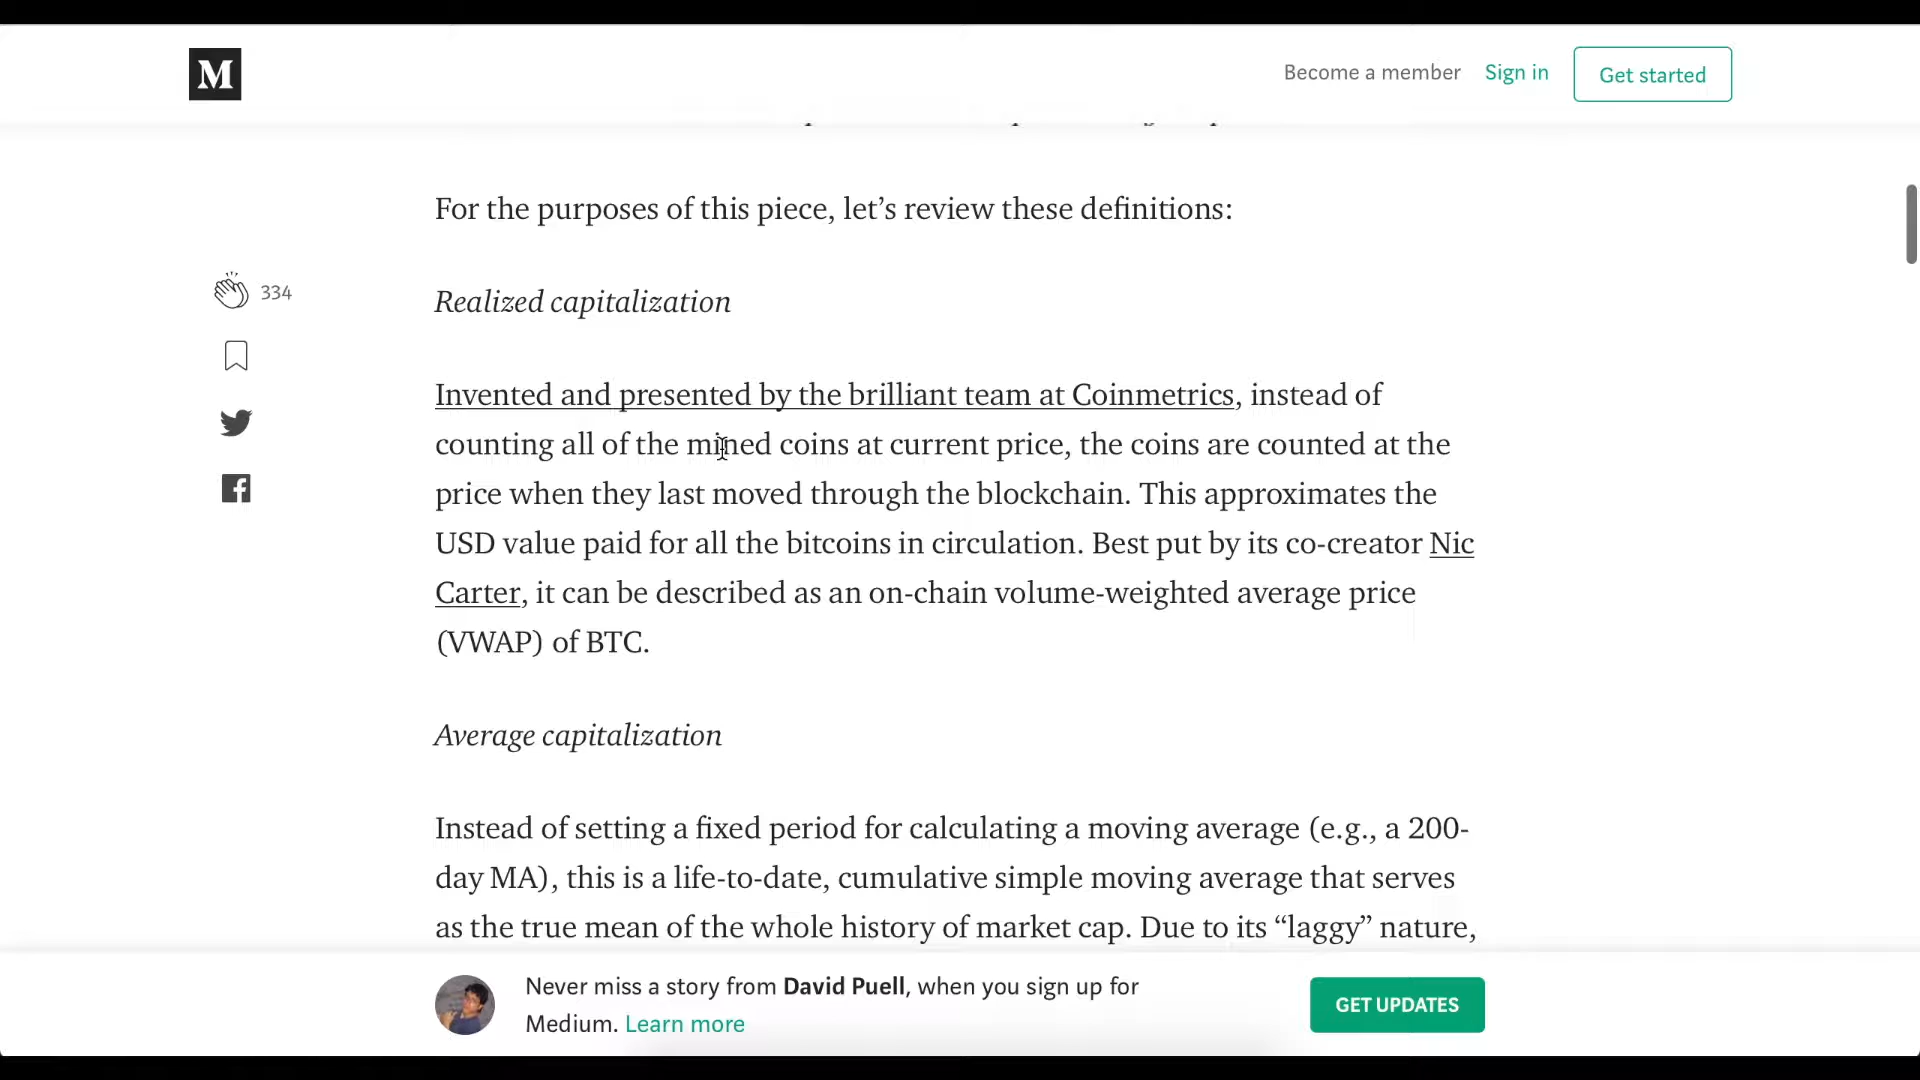 M
Become a member
Sign in
Get started
For the purposes of this piece, let’s review these definitions:
334
Realized capitalization
Invented and presented by the brilliant team at Coinmetrics, instead of
counting all of the mined coins at current price, the coins are counted at the
price when they last moved through the blockchain. This approximates the
USD value paid for all the bitcoins in circulation. Best put by its co-creator Nic
Carter, it can be described as an on-chain volume-weighted average price
(VWAP) of BTC.
Average capitalization
Instead of setting a fixed period for calculating a moving average (e.g., a 200-
day MA), this is a life-to-date, cumulative simple moving average that serves
as the true mean of the whole history of market cap. Due to its “laggy” nature,
Never miss a story from David Puell, when you sign up for
Medium. Learn more
GET UPDATES